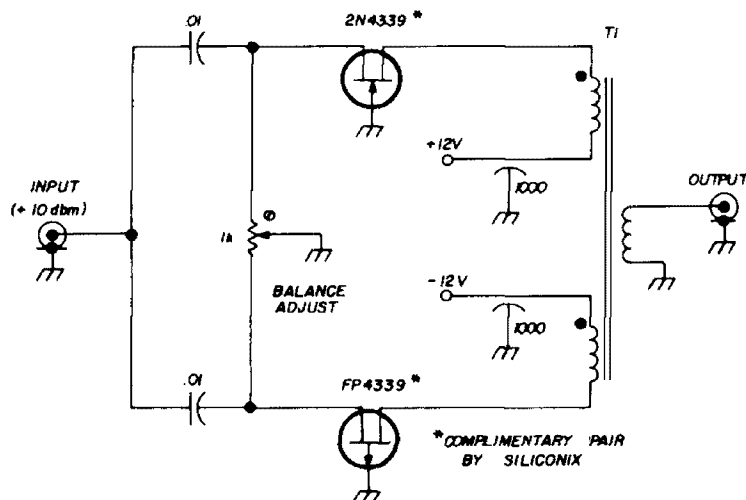 .01
2N4339 *
T1
+12V
1000
INPUT
(+ 10 dbm)
OUTPUT
1k
BALANCE
ADJUST
-12V
1000
.01
FP4339 *
*COMPLIMENTARY PAIR
BY SILICONIX